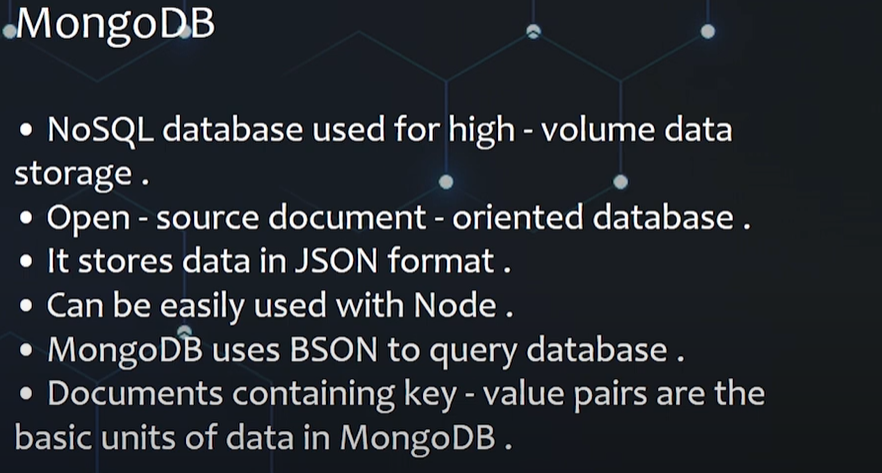 MongoDB
• NoSQL database used for high - volume data
storage .
• Open - source document - oriented database .
• It stores data in JSON format .
• Can be easily used with Node .
• MongoDB uses BSON to query database .
• Documents containing key - value pairs are the
basic units of data in MongoDB .